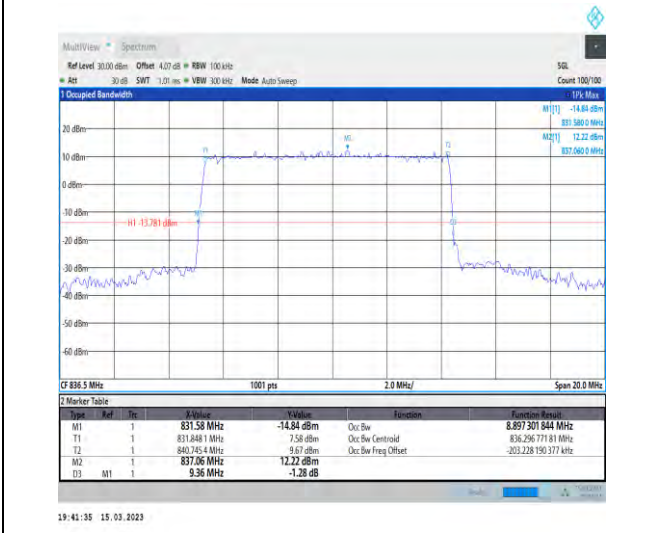 MultiView Spectrum
Ref Level 30.00 dBm Offset 4.07 dB RBW 100 kHz SGL
Att 30 dB SWT 1.01 ms VBW 300 kHz Mode Auto Sweep Count 100/100
1 Occupied Bandwidth 1Pk Max
M1[1] -14.84 dBm
831.580 0 MHz
M2[1] 12.22 dBm
837.060 0 MHz
20 dBm
M2
T1 T2
10 dBm
0 dBm
-10 dBm
M1
H1 -13.781 dBm
D3
-20 dBm
-30 dBm
-40 dBm
-50 dBm
-60 dBm
CF 836.5 MHz 1001 pts 2.0 MHz/ Span 20.0 MHz
2 Marker Table
Type Ref Trc X-Value Y-Value Function Function Result
M1 1 831.58 MHz -14.84 dBm Occ Bw 8.897 301 844 MHz
T1 1 831.848 1 MHz 7.58 dBm Occ Bw Centroid 836.296 771 81 MHz
T2 1 840.745 4 MHz 9.67 dBm Occ Bw Freq Offset -203.228 190 377 kHz
M2 1 837.06 MHz 12.22 dBm
D3 M1 1 9.36 MHz -1.28 dB
19:41:35 15.03.2023